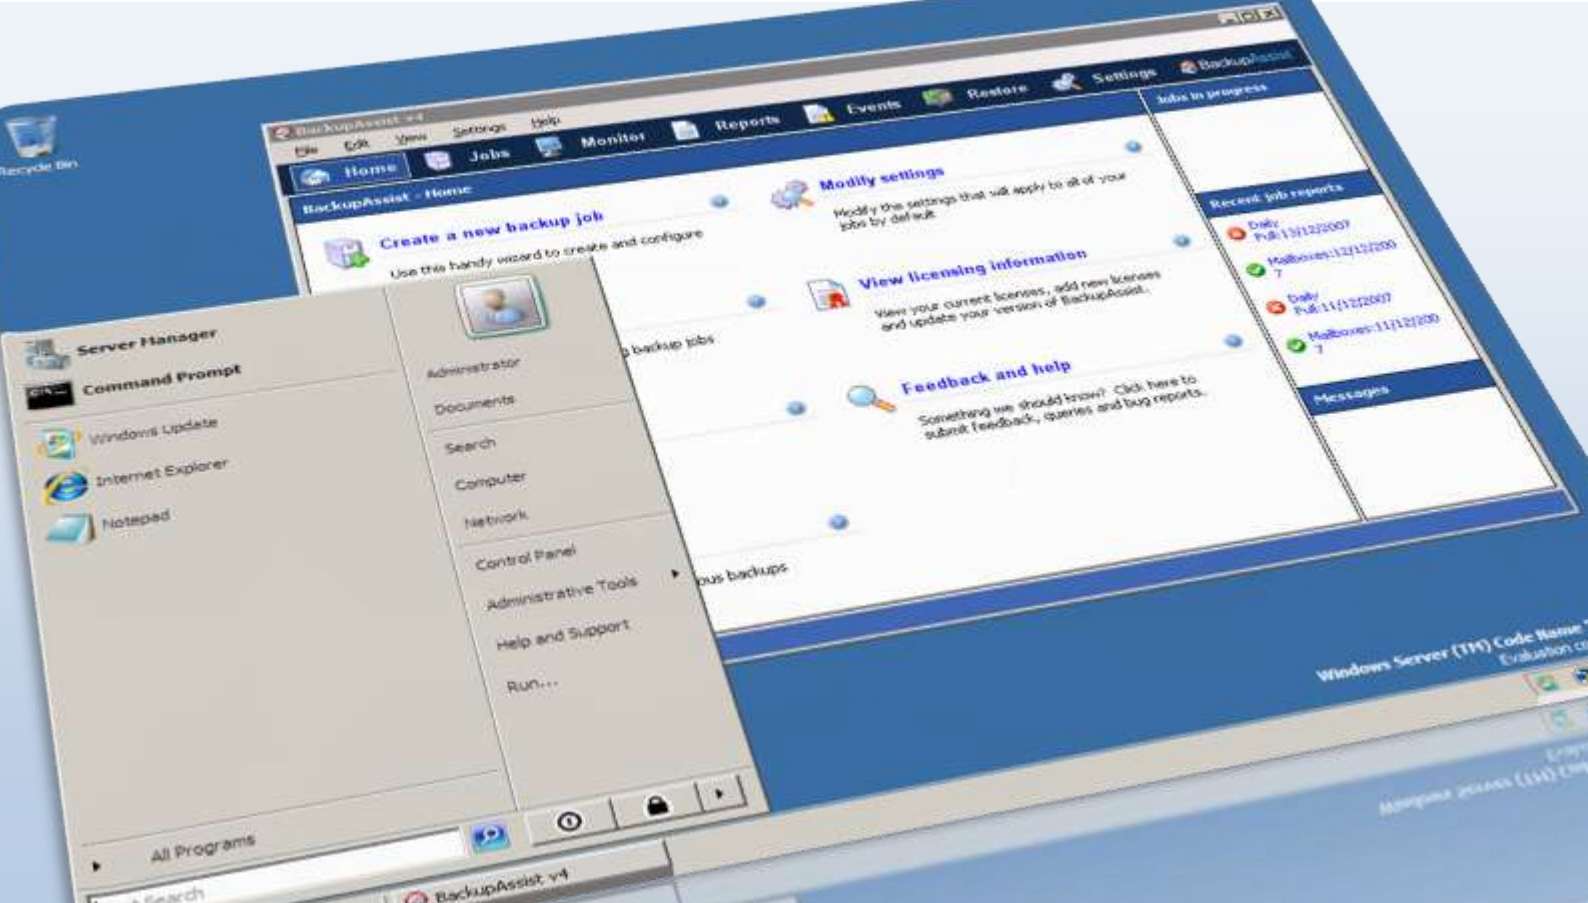 Recycle Bin
BackupAssist v4
File Edit View Settings Help
Home Jobs Monitor Reports Events Restore Settings BackupAssist
BackupAssist - Home
Create a new backup job
Use this handy wizard to create and configure
backup jobs
ous backups
Modify settings
Modify the settings that will apply to all of your
jobs by default
View licensing information
View your current licenses, add new licenses
and update your version of BackupAssist.
Feedback and help
Something we should know? Click here to
submit feedback, queries and bug reports.
Jobs in progress
Recent job reports
Daily
Full:13/12/2007
Mailboxes:12/12/200
7
Daily
Full:11/12/2007
Mailboxes:11/12/200
7
Messages
Server Manager
Command Prompt
Windows Update
Internet Explorer
Notepad
All Programs
Search
Administrator
Documents
Search
Computer
Network
Control Panel
Administrative Tools
Help and Support
Run...
BackupAssist v4
Windows Server (TM) Code Name
Evaluation co